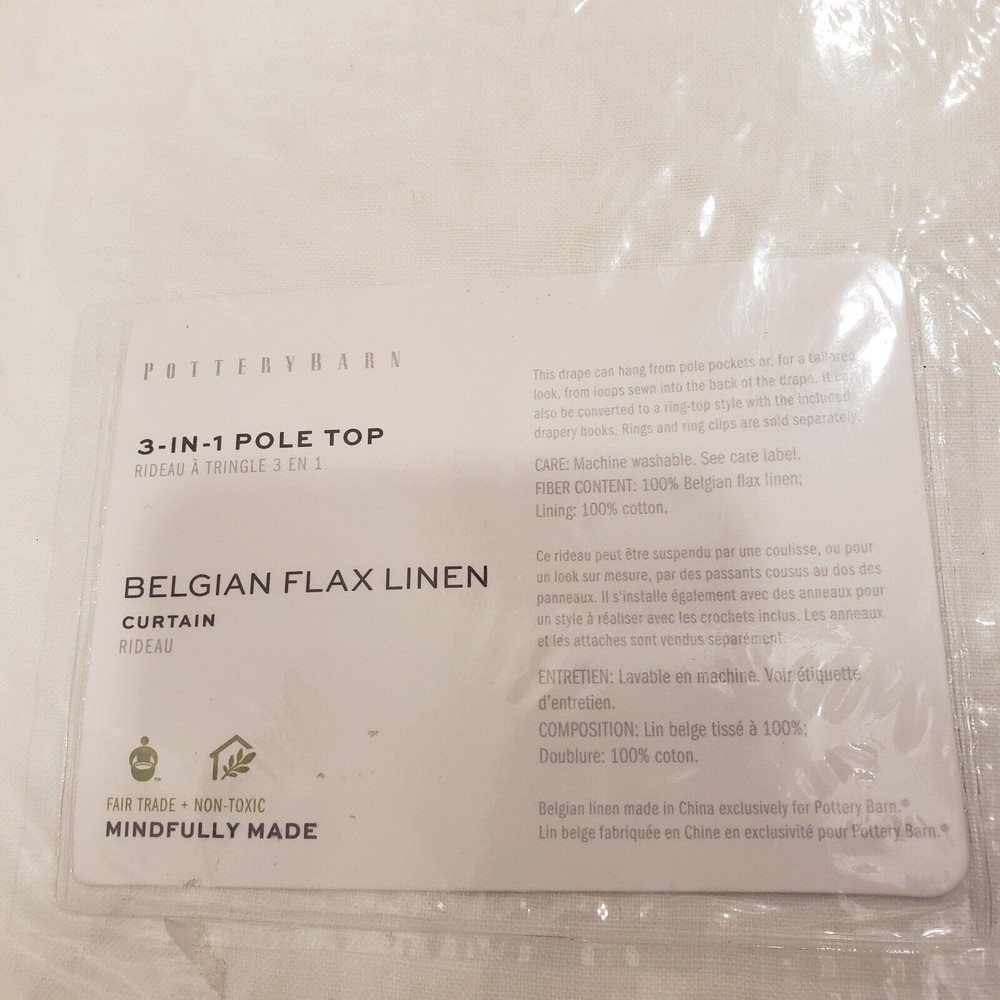 POTTERYBARN
3-IN-1 POLE TOP
RIDEAU À TRINGLE 3 EN 1
BELGIAN FLAX LINEN
CURTAIN
RIDEAU
FAIR TRADE + NON-TOXIC
MINDFULLY MADE
This drape can hang from pole pockets or, for a tailored
look, from loops sewn into the back of the drape. It can
also be converted to a ring-top style with the included
drapery hooks. Rings and ring clips are sold separately.
CARE: Machine washable. See care label.
FIBER CONTENT: 100% Belgian flax linen;
Lining: 100% cotton.
Ce rideau peut être suspendu par une coulisse, ou pour
un look sur mesure, par des passants cousus au dos des
panneaux. Il s'installe également avec des anneaux pour
un style à réaliser avec les crochets inclus. Les anneaux
et les attaches sont vendus séparément.
ENTRETIEN: Lavable en machine. Voir étiquette
d'entretien.
COMPOSITION: Lin belge tissé à 100%;
Doublure: 100% coton.
Belgian linen made in China exclusively for Pottery Barn.®
Lin belge fabriquée en Chine en exclusivité pour Pottery Barn.®